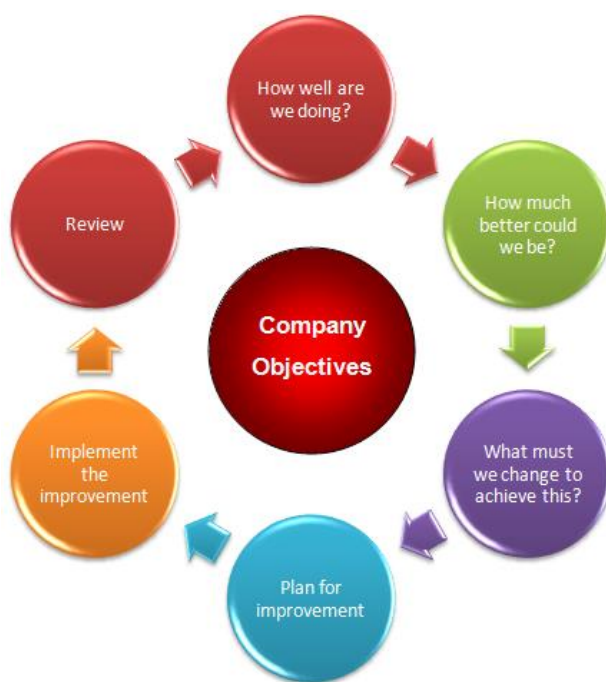 How well are
we doing?
How much
better could
we be?
What must
we change to
achieve this?
Plan for
improvement
Implement
the
improvement
Review
Company
Objectives